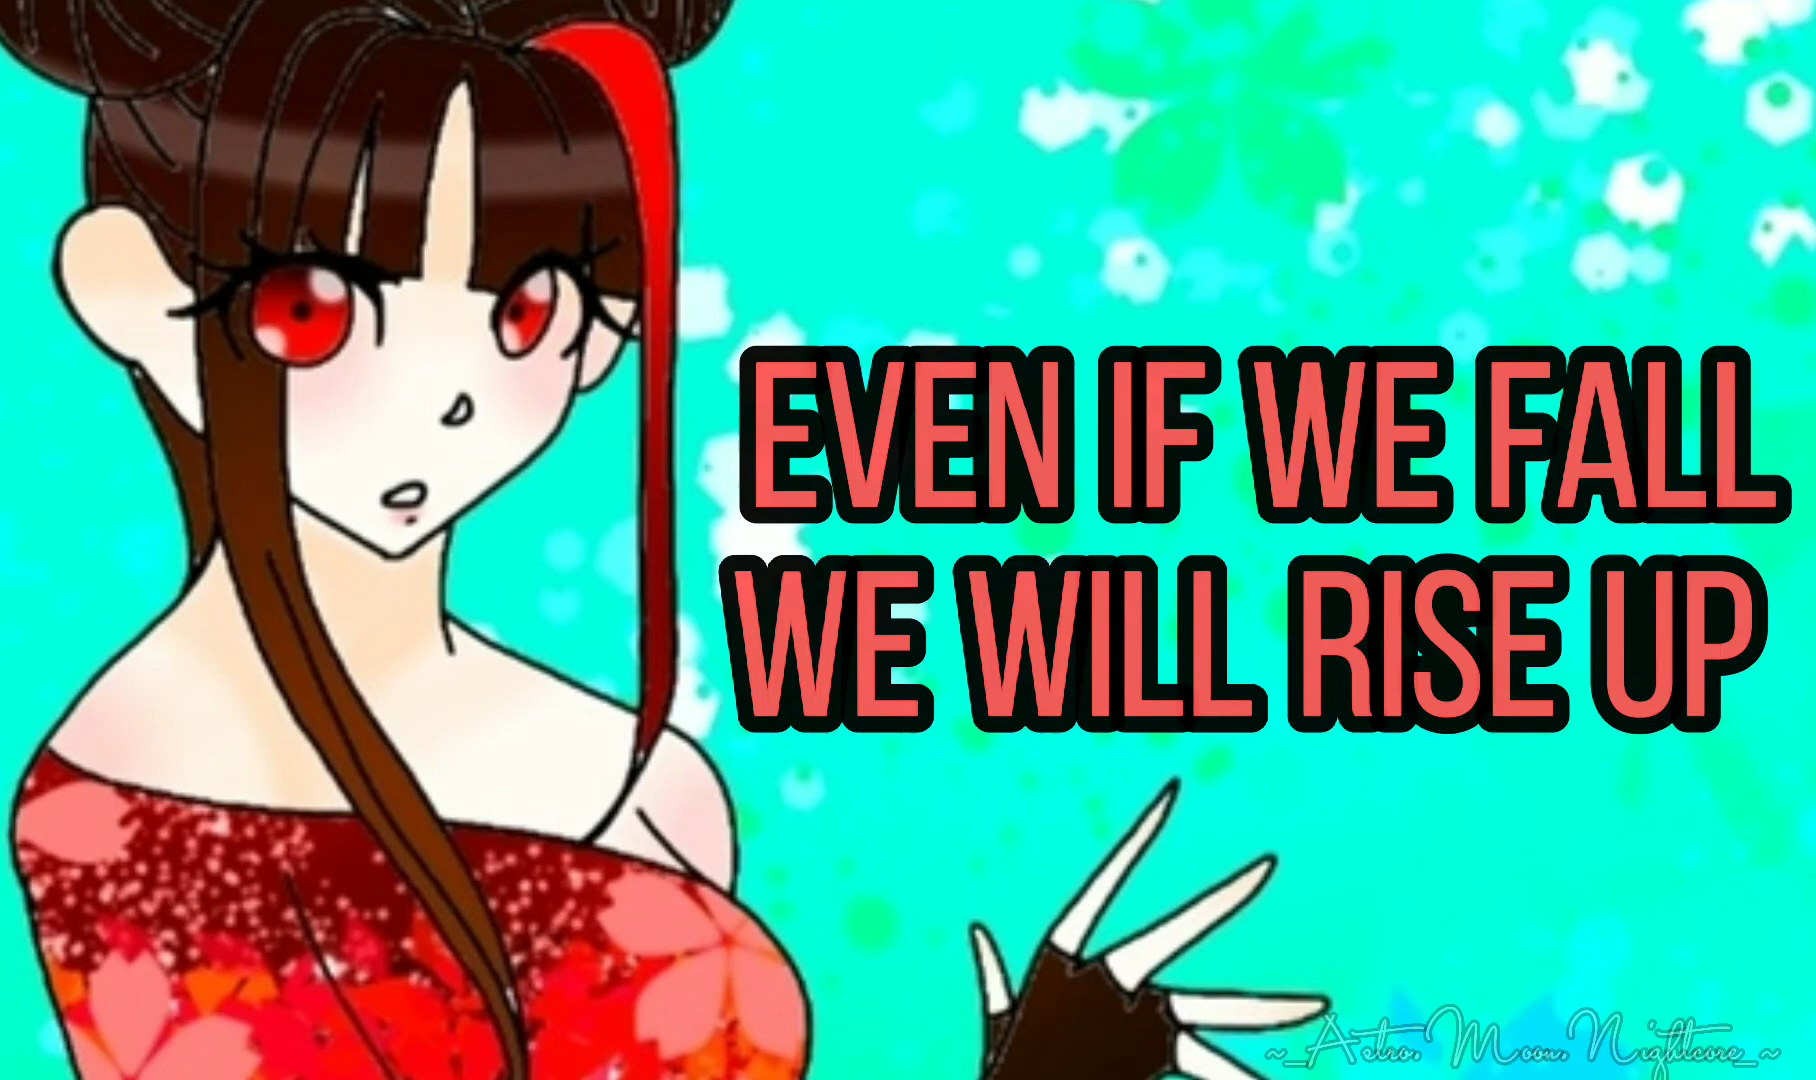 EVEN IF WE FALL
WE WILL RISE UP
~_Astro.Moon.Nightcore_~